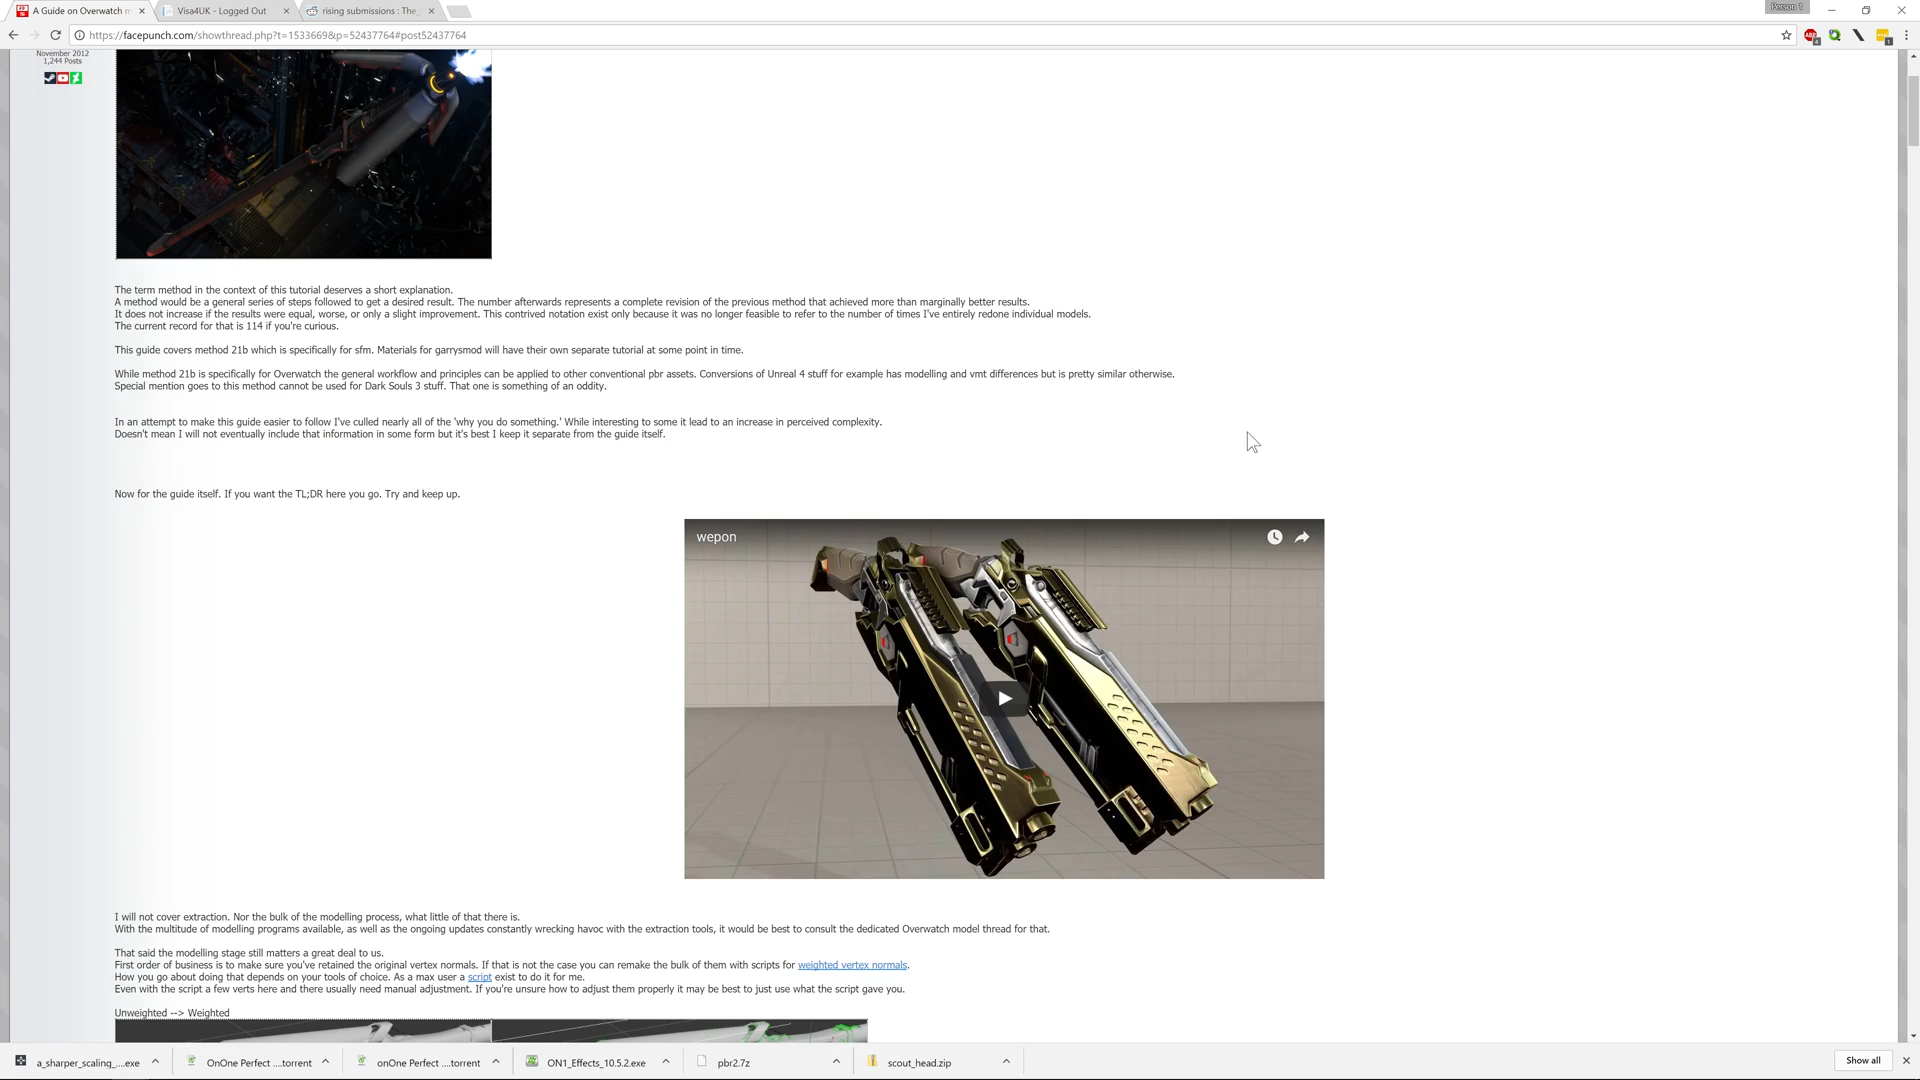 A Guide on Overwatch m
Visa4UK - Logged Out
rising submissions : The_
Person 1
https://facepunch.com/showthread.php?t=1533669&p=52437764#post52437764
November 2012
1,244 Posts
The term method in the context of this tutorial deserves a short explanation.
A method would be a general series of steps followed to get a desired result. The number afterwards represents a complete revision of the previous method that achieved more than marginally better results.
It does not increase if the results were equal, worse, or only a slight improvement. This contrived notation exist only because it was no longer feasible to refer to the number of times I've entirely redone individual models.
The current record for that is 114 if you're curious.
This guide covers method 21b which is specifically for sfm. Materials for garrysmod will have their own separate tutorial at some point in time.
While method 21b is specifically for Overwatch the general workflow and principles can be applied to other conventional pbr assets. Conversions of Unreal 4 stuff for example has modelling and vmt differences but is pretty similar otherwise.
Special mention goes to this method cannot be used for Dark Souls 3 stuff. That one is something of an oddity.
In an attempt to make this guide easier to follow I've culled nearly all of the 'why you do something.' While interesting to some it lead to an increase in perceived complexity.
Doesn't mean I will not eventually include that information in some form but it's best I keep it separate from the guide itself.
Now for the guide itself. If you want the TL;DR here you go. Try and keep up.
wepon
I will not cover extraction. Nor the bulk of the modelling process, what little of that there is.
With the multitude of modelling programs available, as well as the ongoing updates constantly wrecking havoc with the extraction tools, it would be best to consult the dedicated Overwatch model thread for that.
That said the modelling stage still matters a great deal to us.
First order of business is to make sure you've retained the original vertex normals. If that is not the case you can remake the bulk of them with scripts for weighted vertex normals.
How you go about doing that depends on your tools of choice. As a max user a script exist to do it for me.
Even with the script a few verts here and there usually need manual adjustment. If you're unsure how to adjust them properly it may be best to just use what the script gave you.
Unweighted --> Weighted
a_sharper_scaling_....exe
OnOne Perfect ....torrent
onOne Perfect ....torrent
ON1_Effects_10.5.2.exe
pbr2.7z
scout_head.zip
Show all